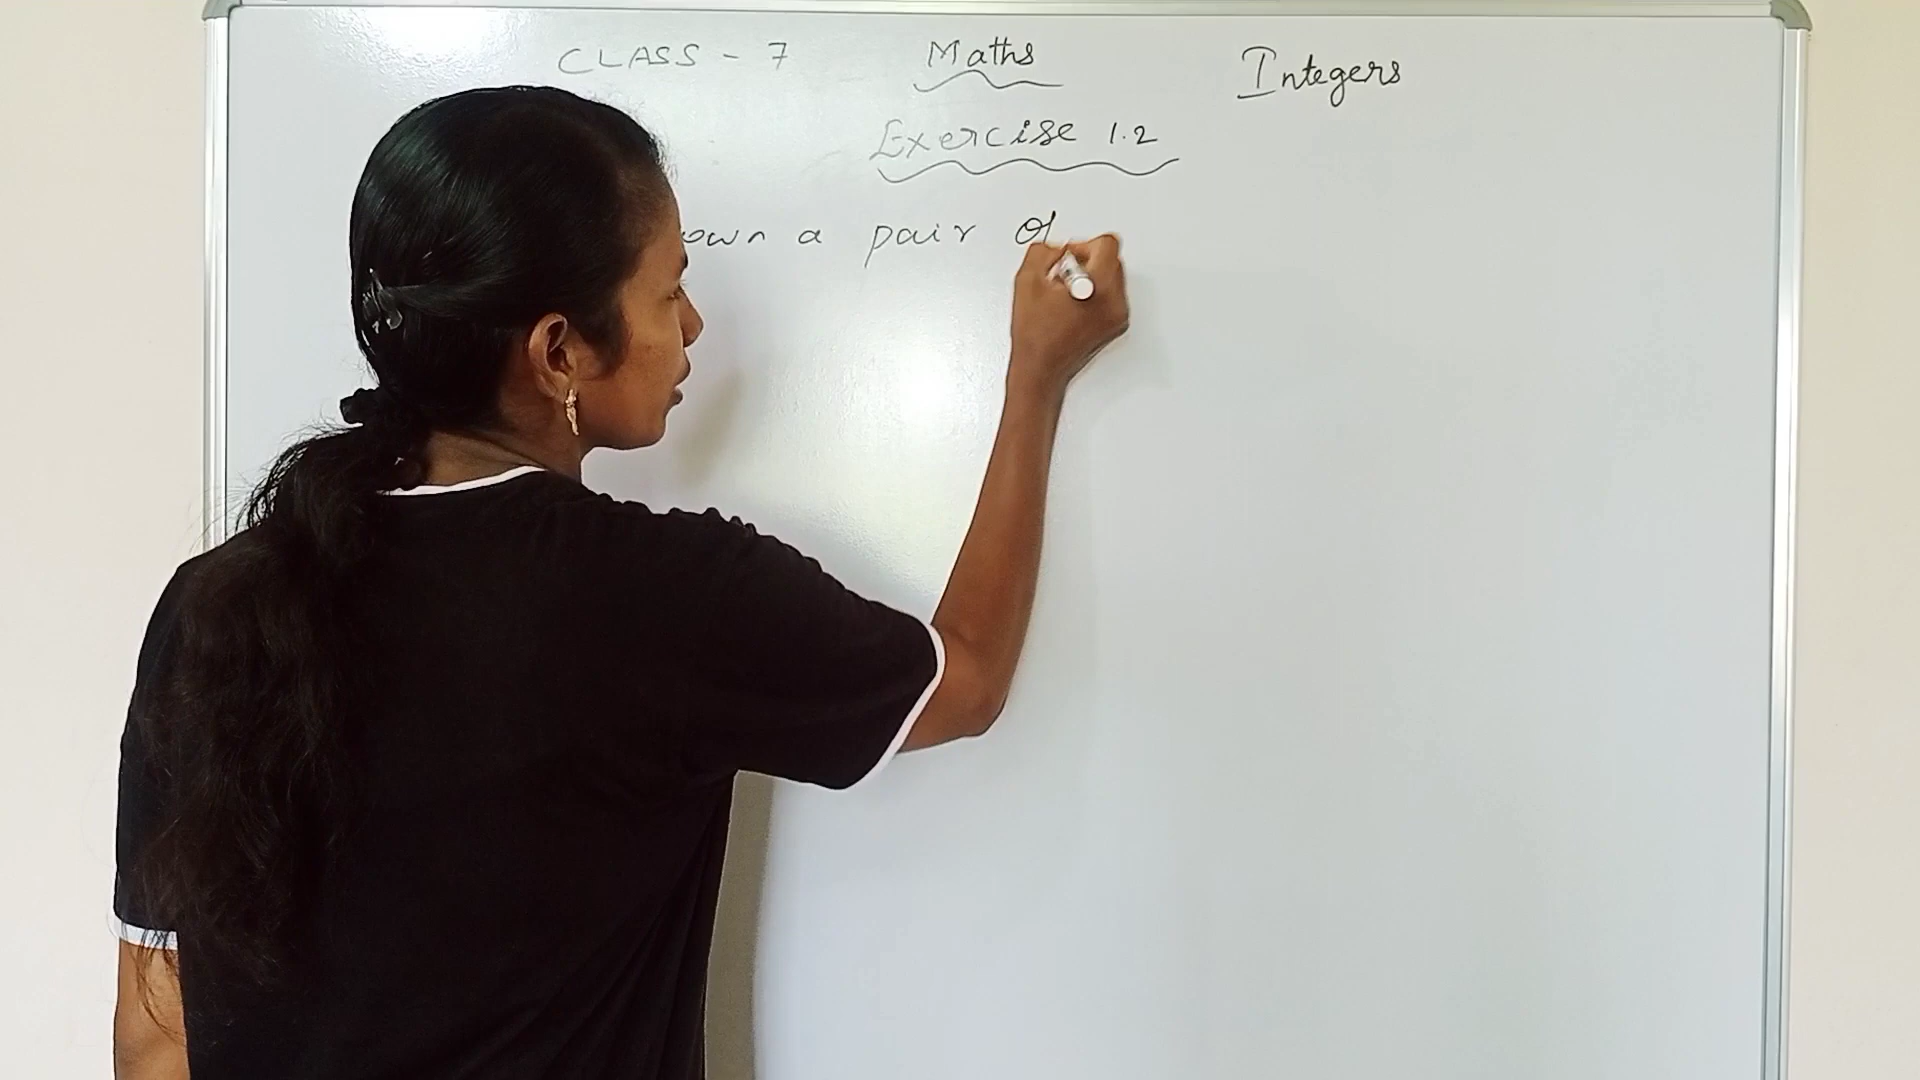 CLASS - 7 Maths Integers
Exercise 1.2
own a pair of